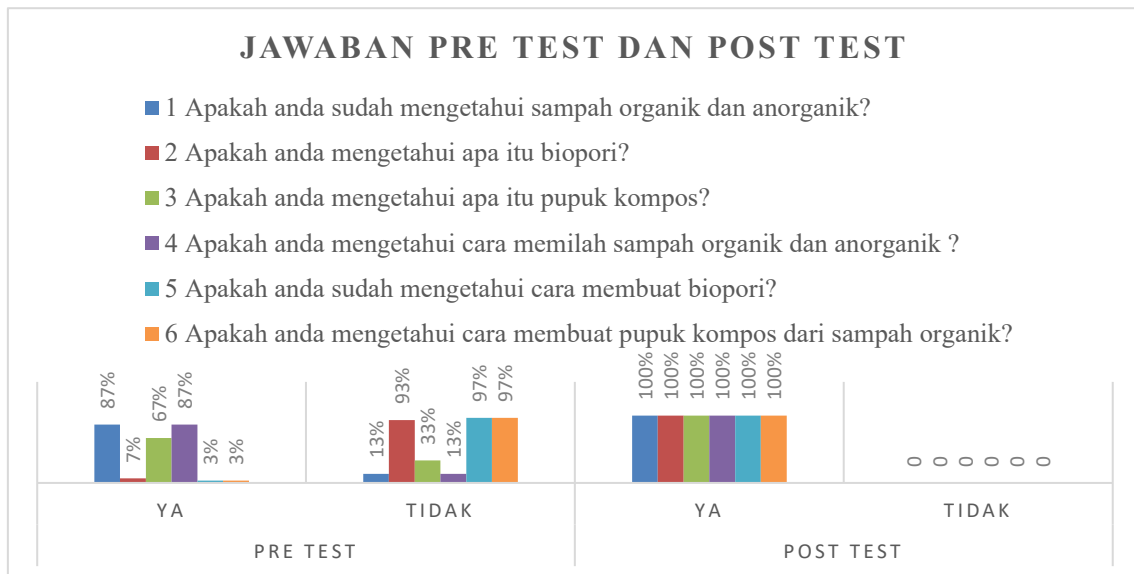 JAWABAN PRE TEST DAN POST TEST
1 Apakah anda sudah mengetahui sampah organik dan anorganik?
2 Apakah anda mengetahui apa itu biopori?
3 Apakah anda mengetahui apa itu pupuk kompos?
4 Apakah anda mengetahui cara memilah sampah organik dan anorganik ?
5 Apakah anda sudah mengetahui cara membuat biopori?
6 Apakah anda mengetahui cara membuat pupuk kompos dari sampah organik?
87% 7% 67% 87% 3% 3% 13% 93% 33% 13% 97% 97% 100% 100% 100% 100% 100% 100% 0 0 0 0 0 0
YA TIDAK YA TIDAK
PRE TEST POST TEST